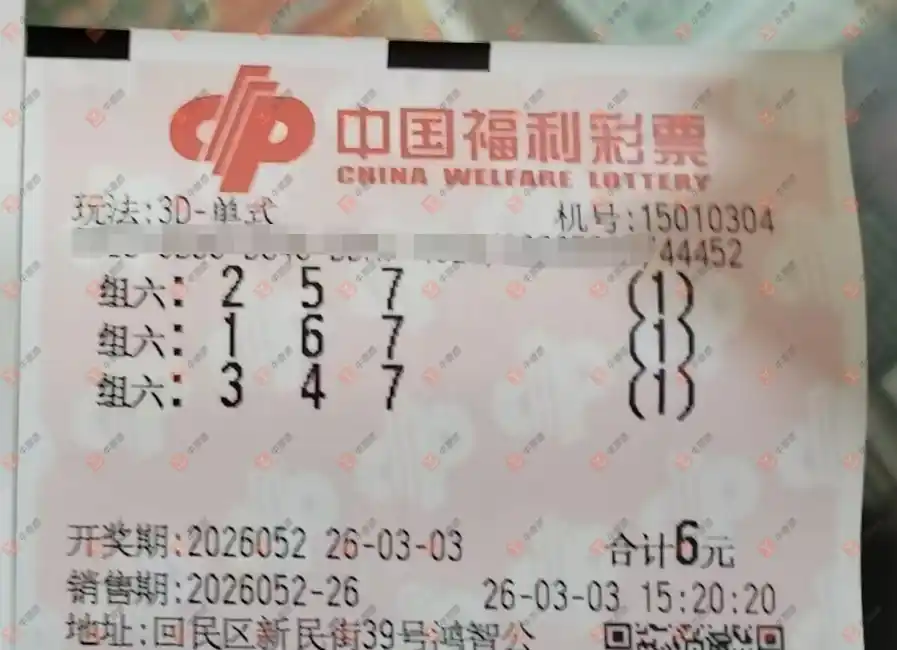 中国福利彩票
CHINA WELFARE LOTTERY
玩法:3D-单式 机号:15010304
/44452
组六: 2 5 7 (1)
组六: 1 6 7 (1)
组六: 3 4 7 (1)
开奖期:2026052 26-03-03 合计6元
销售期:2026052-26 26-03-03 15:20:20
地址:回民区新民街39号鸿智公